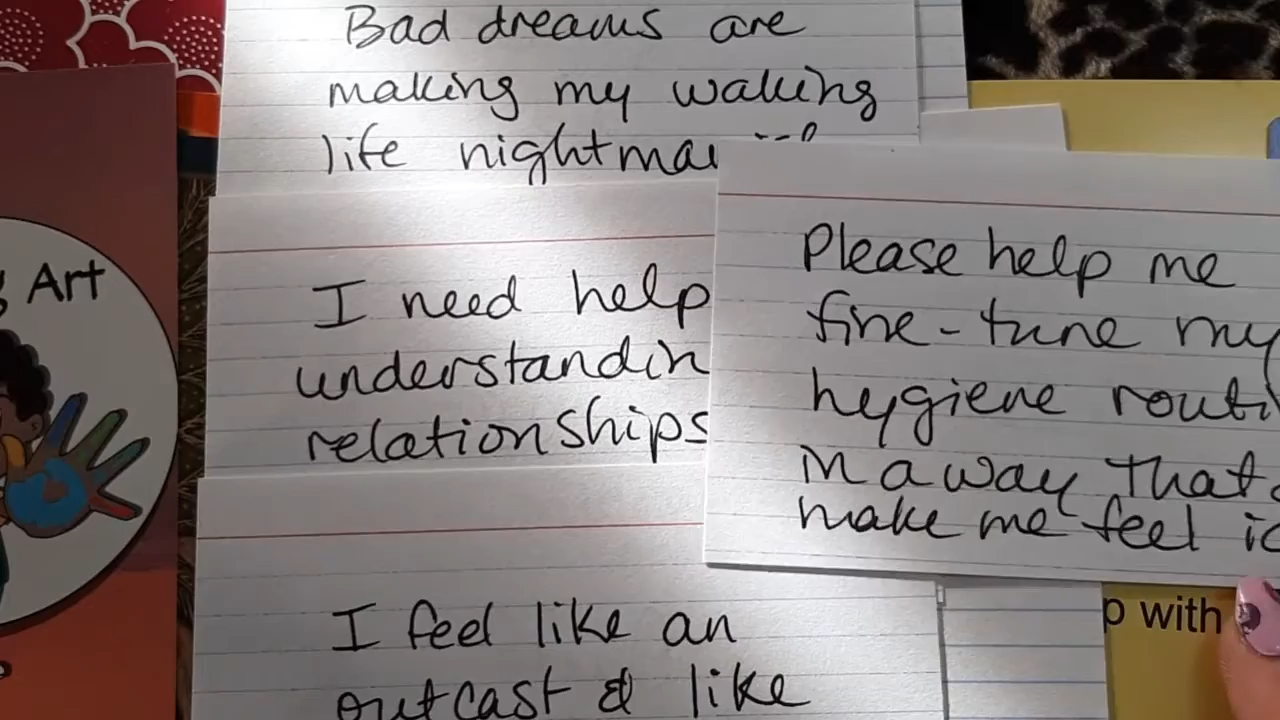 Bad dreams are
making my waking
life
I need help
understandin
relationships
I feel like an
outcast & like
Please help me
fine-tune my
hygiene routi
in a way that
make me feel
Art
p with